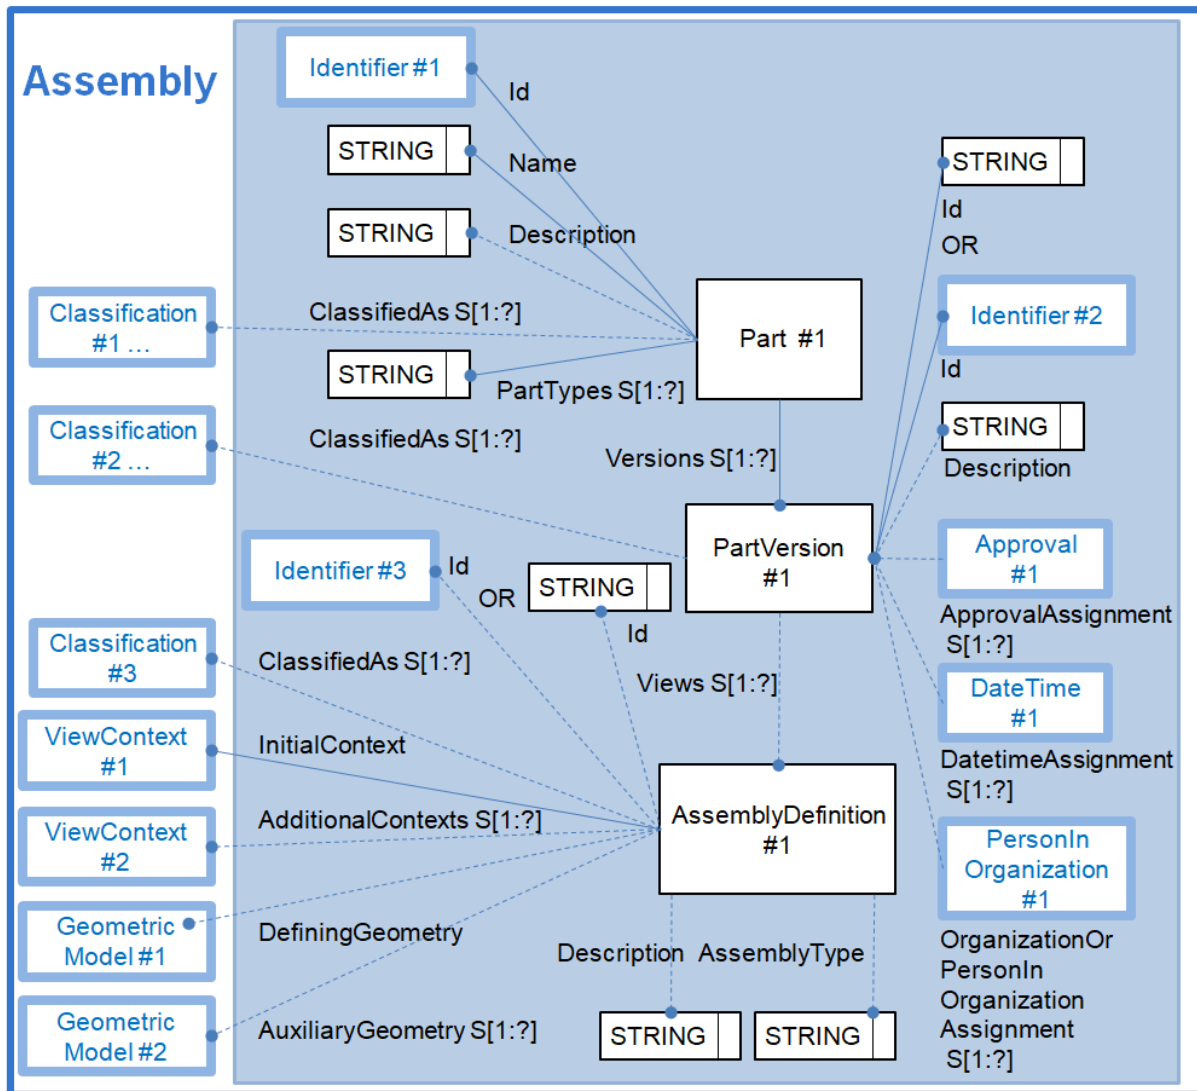 Assembly
Identifier #1
Id
STRING
Name
STRING
Description
Classification
#1 ...
ClassifiedAs S[1:?]
STRING
PartTypes S[1:?]
Part #1
STRING
Id
OR
Identifier #2
Id
STRING
Description
Classification
#2 ...
ClassifiedAs S[1:?]
Versions S[1:?]
PartVersion
#1
Identifier #3
Id
OR
STRING
Id
Approval
#1
ApprovalAssignment
S[1:?]
Classification
#3
ClassifiedAs S[1:?]
Views S[1:?]
DateTime
#1
DatetimeAssignment
S[1:?]
ViewContext
#1
InitialContext
ViewContext
#2
AdditionalContexts S[1:?]
AssemblyDefinition
#1
PersonIn
Organization
#1
OrganizationOr
PersonIn
Organization
Assignment
S[1:?]
Geometric
Model #1
DefiningGeometry
Description
AssemblyType
Geometric
Model #2
AuxiliaryGeometry S[1:?]
STRING
STRING